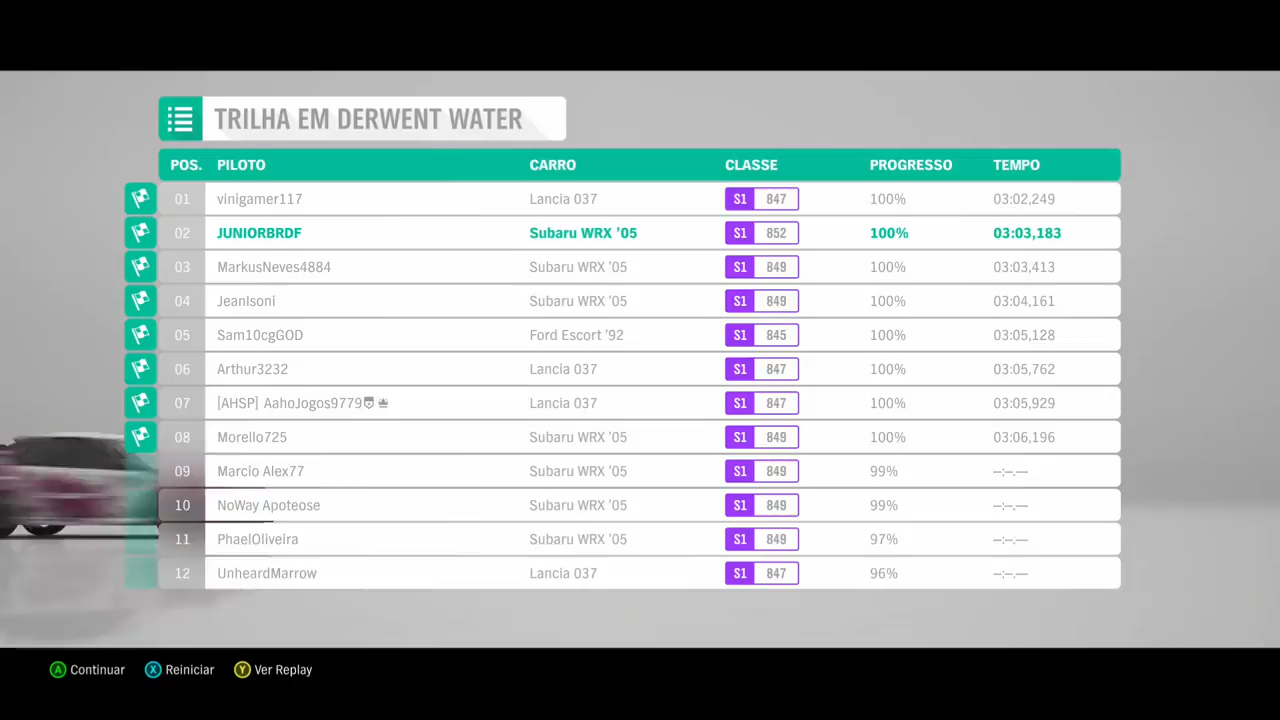 TRILHA EM DERWENT WATER
POS. PILOTO CARRO CLASSE PROGRESSO TEMPO
01 vinigamer117 Lancia 037 S1 847 100% 03:02,249
02 JUNIORBRDF Subaru WRX ’05 S1 852 100% 03:03,183
03 MarkusNeves4884 Subaru WRX ’05 S1 849 100% 03:03,413
04 JeanIsoni Subaru WRX ’05 S1 849 100% 03:04,161
05 Sam10cgGOD Ford Escort ’92 S1 845 100% 03:05,128
06 Arthur3232 Lancia 037 S1 847 100% 03:05,762
07 [AHSP] AahoJogos9779 Lancia 037 S1 847 100% 03:05,929
08 Morello725 Subaru WRX ’05 S1 849 100% 03:06,196
09 Marcio Alex77 Subaru WRX ’05 S1 849 99% --:--.---
10 NoWay Apoteose Subaru WRX ’05 S1 849 99% --:--.---
11 PhaelOliveira Subaru WRX ’05 S1 849 97% --:--.---
12 UnheardMarrow Lancia 037 S1 847 96% --:--.---
A Continuar X Reiniciar Y Ver Replay